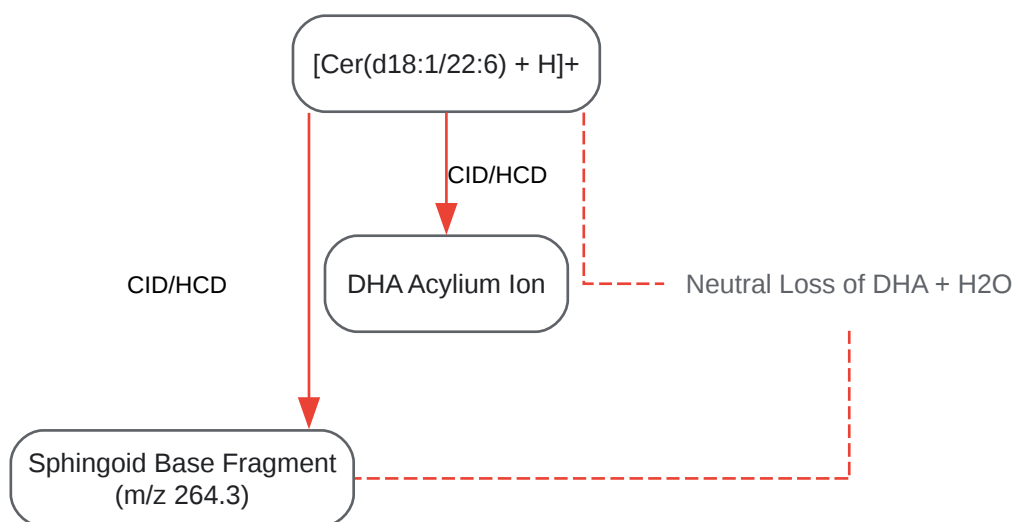 [Cer(d18:1/22:6) + H]+
CID/HCD
DHA Acylium Ion
CID/HCD
Neutral Loss of DHA + H2O
Sphingoid Base Fragment
(m/z 264.3)